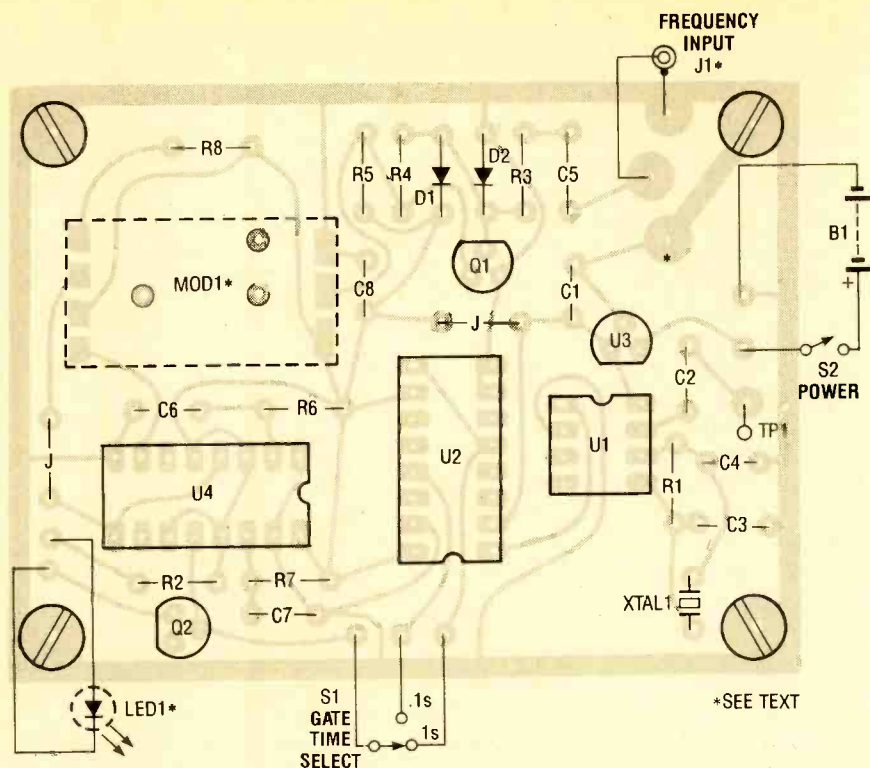 FREQUENCY
INPUT
J1*
R8
R5
R4
D1
D2
R3
C5
B1
+
MOD1*
C8
Q1
C1
*
J
U3
S2
POWER
C2
C6
R6
TP1
U2
U1
J
U4
R1
C4
C3
R2
R7
C7
Q2
XTAL1
LED1*
S1
GATE
TIME
SELECT
.1s
1s
*SEE TEXT